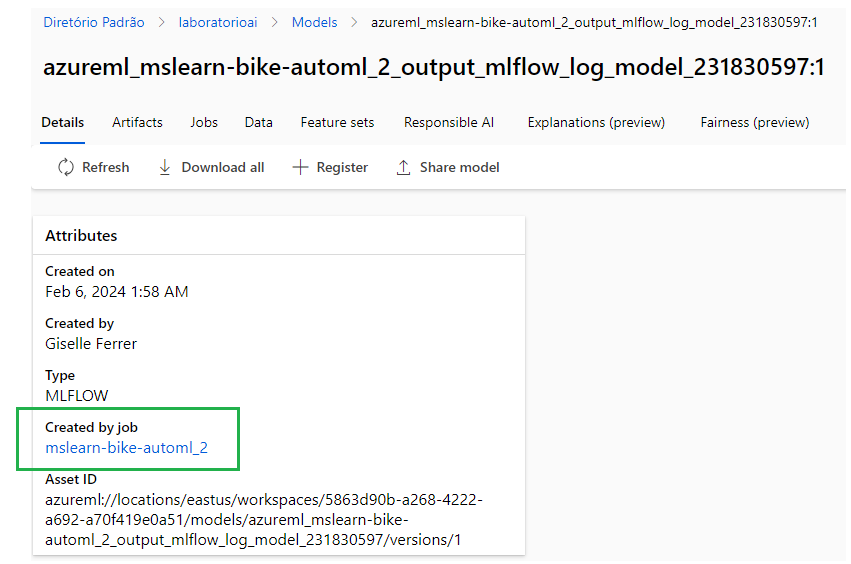 Diretório Padrão > laboratorioai > Models > azureml_mslearn-bike-automl_2_output_mlflow_log_model_231830597:1
azureml_mslearn-bike-automl_2_output_mlflow_log_model_231830597:1
Details Artifacts Jobs Data Feature sets Responsible AI Explanations (preview) Fairness (preview)
Refresh Download all Register Share model
Attributes
Created on
Feb 6, 2024 1:58 AM
Created by
Giselle Ferrer
Type
MLFLOW
Created by job
mslearn-bike-automl_2
Asset ID
azureml://locations/eastus/workspaces/5863d90b-a268-4222-
a692-a70f419e0a51/models/azureml_mslearn-bike-
automl_2_output_mlflow_log_model_231830597/versions/1